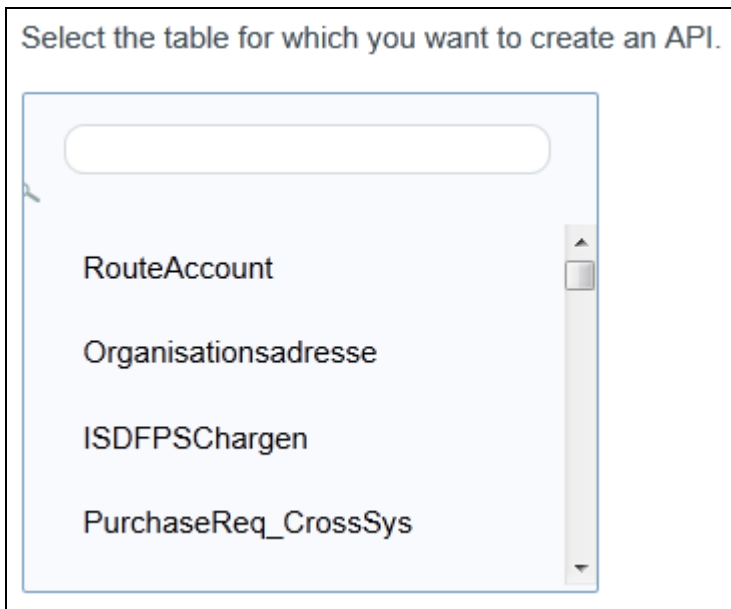 Select the table for which you want to create an API.
RouteAccount
Organisationsadresse
ISDFPSChargen
PurchaseReq_CrossSys